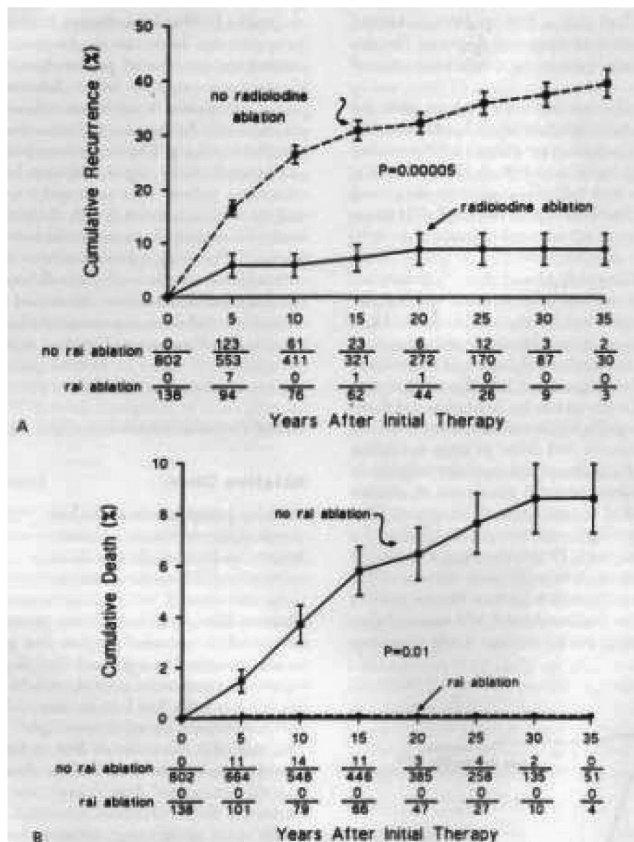 Cumulative Recurrence (%)
50
40
30
20
10
0
no radioiodine
ablation
P=0.00005
radioiodine ablation
0 5 10 15 20 25 30 35
no rai ablation 0/802 123/553 61/411 23/321 6/272 12/170 3/87 2/30
rai ablation 0/138 7/94 0/76 1/62 1/44 0/26 0/9 0/3
A Years After Initial Therapy
Cumulative Death (%)
10
8
6
4
2
0
no rai ablation
P=0.01
rai ablation
0 5 10 15 20 25 30 35
no rai ablation 0/802 11/664 14/548 11/446 3/385 4/258 2/135 0/51
rai ablation 0/138 0/101 0/79 0/66 0/47 0/27 0/10 0/4
B Years After Initial Therapy